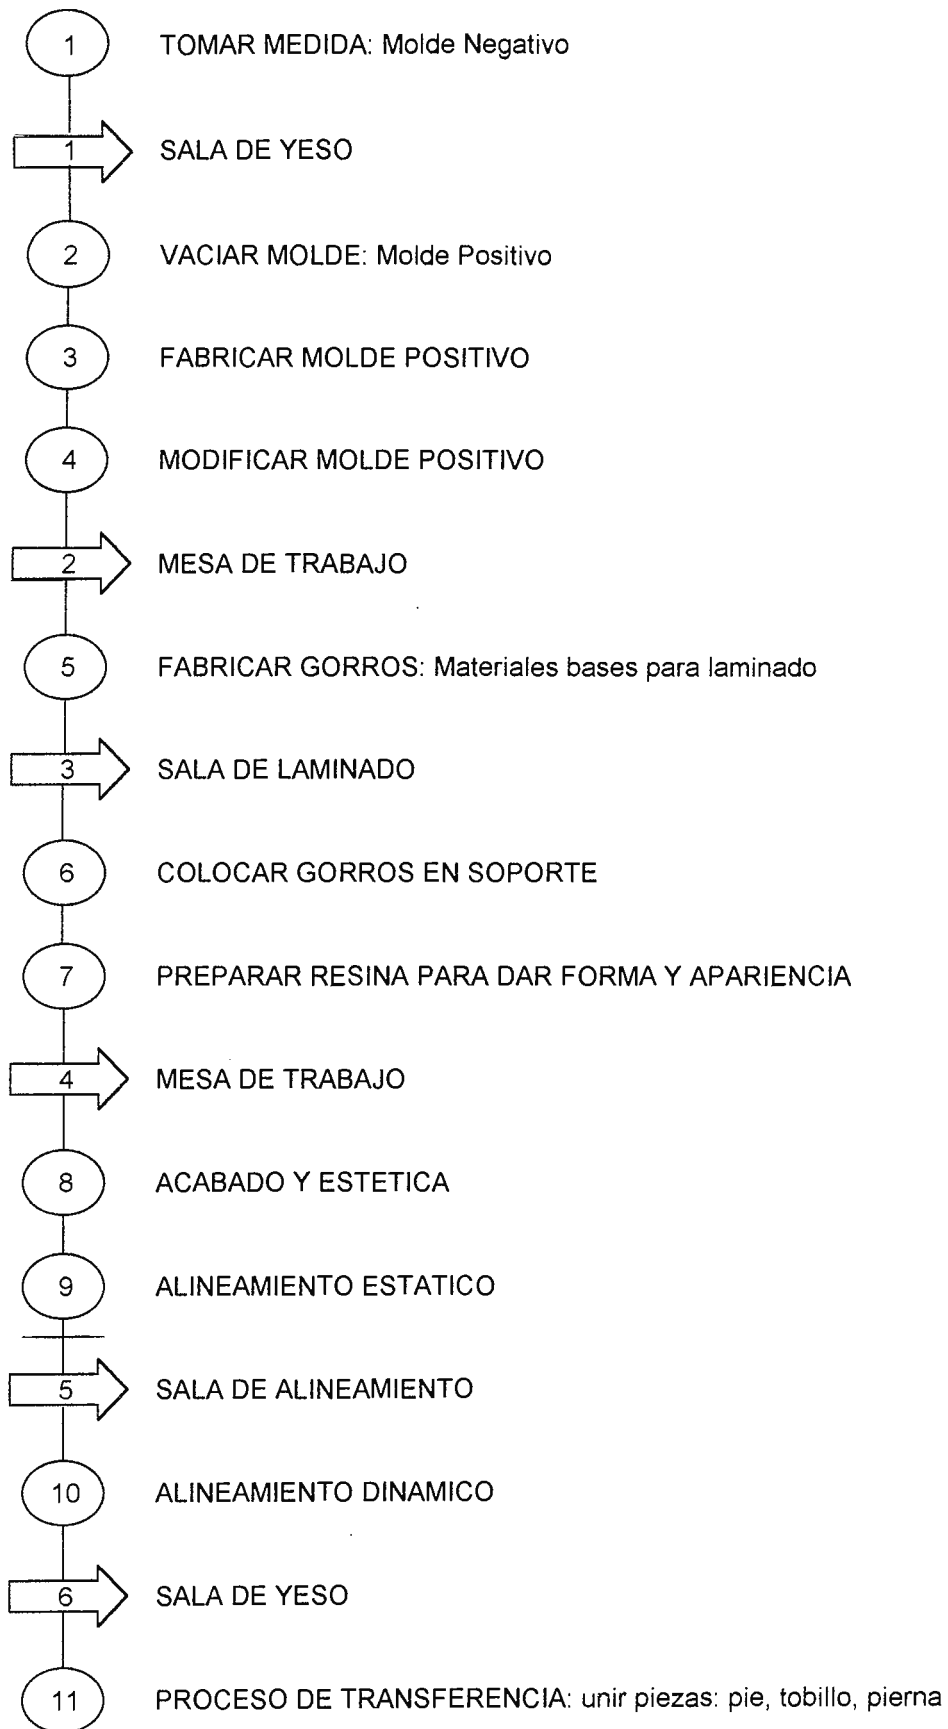 1 TOMAR MEDIDA: Molde Negativo
1 SALA DE YESO
2 VACIAR MOLDE: Molde Positivo
3 FABRICAR MOLDE POSITIVO
4 MODIFICAR MOLDE POSITIVO
2 MESA DE TRABAJO
5 FABRICAR GORROS: Materiales bases para laminado
3 SALA DE LAMINADO
6 COLOCAR GORROS EN SOPORTE
7 PREPARAR RESINA PARA DAR FORMA Y APARIENCIA
4 MESA DE TRABAJO
8 ACABADO Y ESTETICA
9 ALINEAMIENTO ESTATICO
5 SALA DE ALINEAMIENTO
10 ALINEAMIENTO DINAMICO
6 SALA DE YESO
11 PROCESO DE TRANSFERENCIA: unir piezas: pie, tobillo, pierna